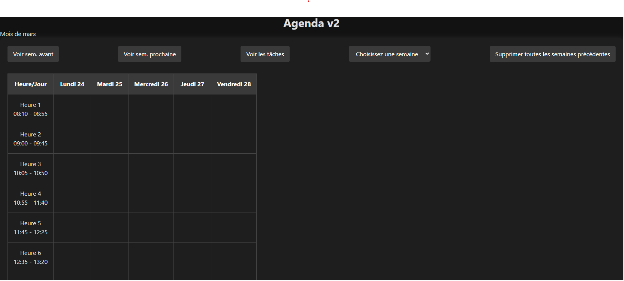 Agenda v2
Mois de mars
Voir sem. avant
Voir sem. prochaine
Voir les tâches
Choisissez une semaine
Supprimer toutes les semaines précédentes
Heure/Jour Lundi 24 Mardi 25 Mercredi 26 Jeudi 27 Vendredi 28
Heure 1
08:10 - 08:55
Heure 2
09:00 - 09:45
Heure 3
10:05 - 10:50
Heure 4
10:55 - 11:40
Heure 5
11:45 - 12:25
Heure 6
12:35 - 13:20